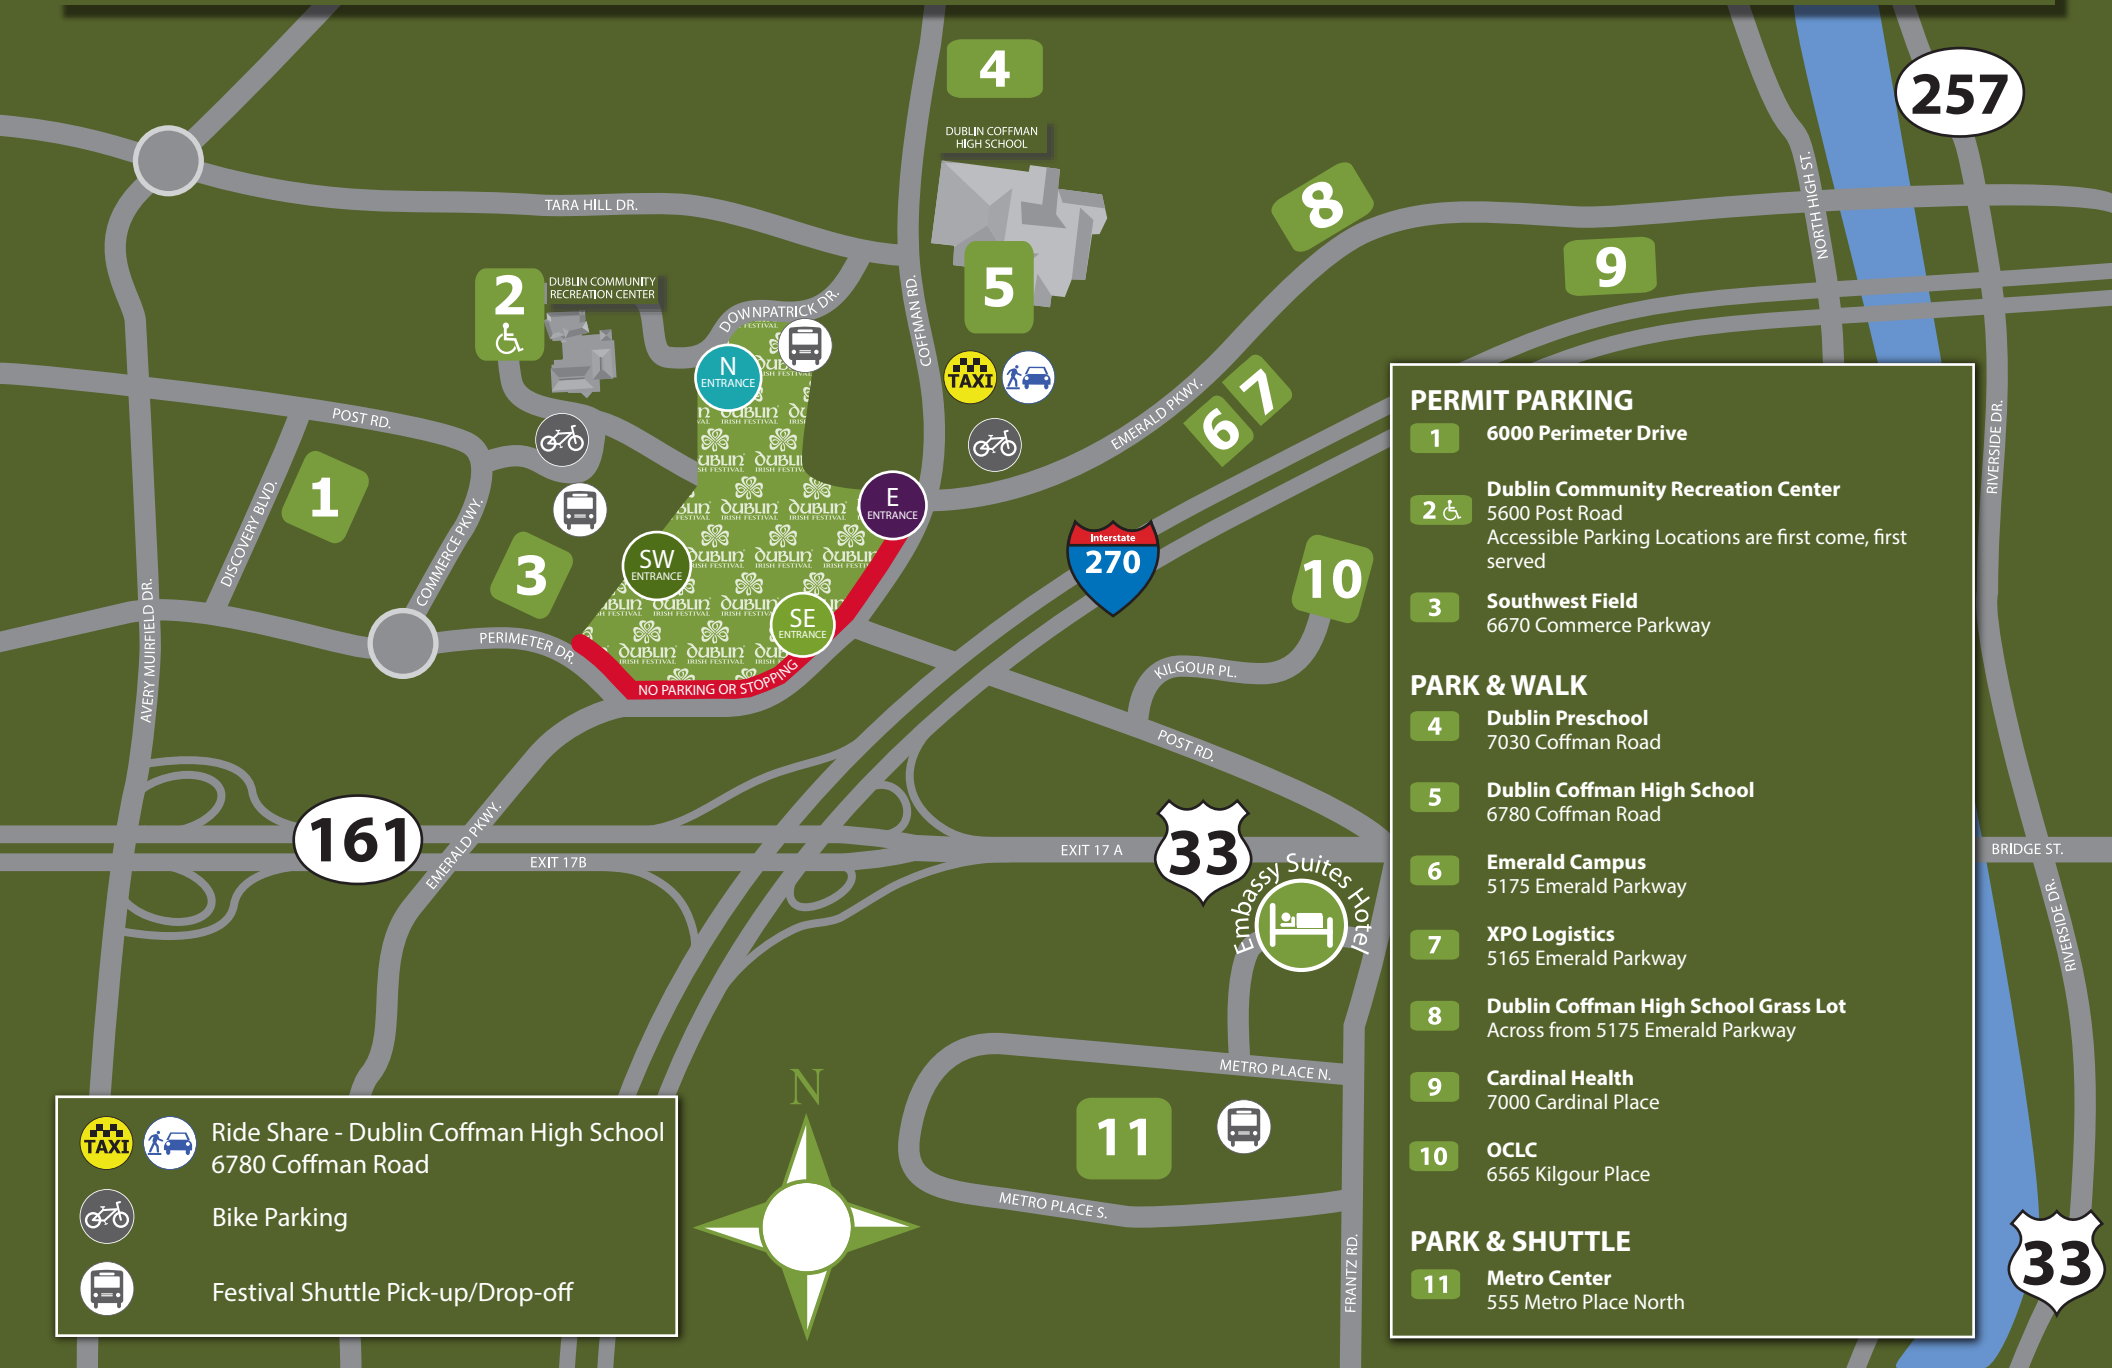 4
257
DUBLIN COFFMAN
HIGH SCHOOL
8
NORTH HIGH ST.
TARA HILL DR.
9
2
DUBLIN COMMUNITY
RECREATION CENTER
5
DOWNPATRICK DR.
COFFMAN RD.
N
ENTRANCE
TAXI
EMERALD PKWY.
6
7
POST RD.
1
DISCOVERY BLVD.
COMMERCE PKWY.
3
E
ENTRANCE
SW
ENTRANCE
SE
ENTRANCE
DUBLIN
IRISH FESTIVAL
DUBLIN
IRISH FESTIVAL
DUBLIN
IRISH FESTIVAL
Interstate
270
10
AVERY MUIRFIELD DR.
PERIMETER DR.
NO PARKING OR STOPPING
KILGOUR PL.
POST RD.
RIVERSIDE DR.
161
EMERALD PKWY.
EXIT 17B
EXIT 17 A
33
Embassy Suites Hotel
BRIDGE ST.
RIVERSIDE DR.
METRO PLACE N.
11
METRO PLACE S.
FRANTZ RD.
33
N
PERMIT PARKING
1 6000 Perimeter Drive
2 Dublin Community Recreation Center
5600 Post Road
Accessible Parking Locations are first come, first
served
3 Southwest Field
6670 Commerce Parkway
PARK & WALK
4 Dublin Preschool
7030 Coffman Road
5 Dublin Coffman High School
6780 Coffman Road
6 Emerald Campus
5175 Emerald Parkway
7 XPO Logistics
5165 Emerald Parkway
8 Dublin Coffman High School Grass Lot
Across from 5175 Emerald Parkway
9 Cardinal Health
7000 Cardinal Place
10 OCLC
6565 Kilgour Place
PARK & SHUTTLE
11 Metro Center
555 Metro Place North
TAXI
Ride Share - Dublin Coffman High School
6780 Coffman Road
Bike Parking
Festival Shuttle Pick-up/Drop-off